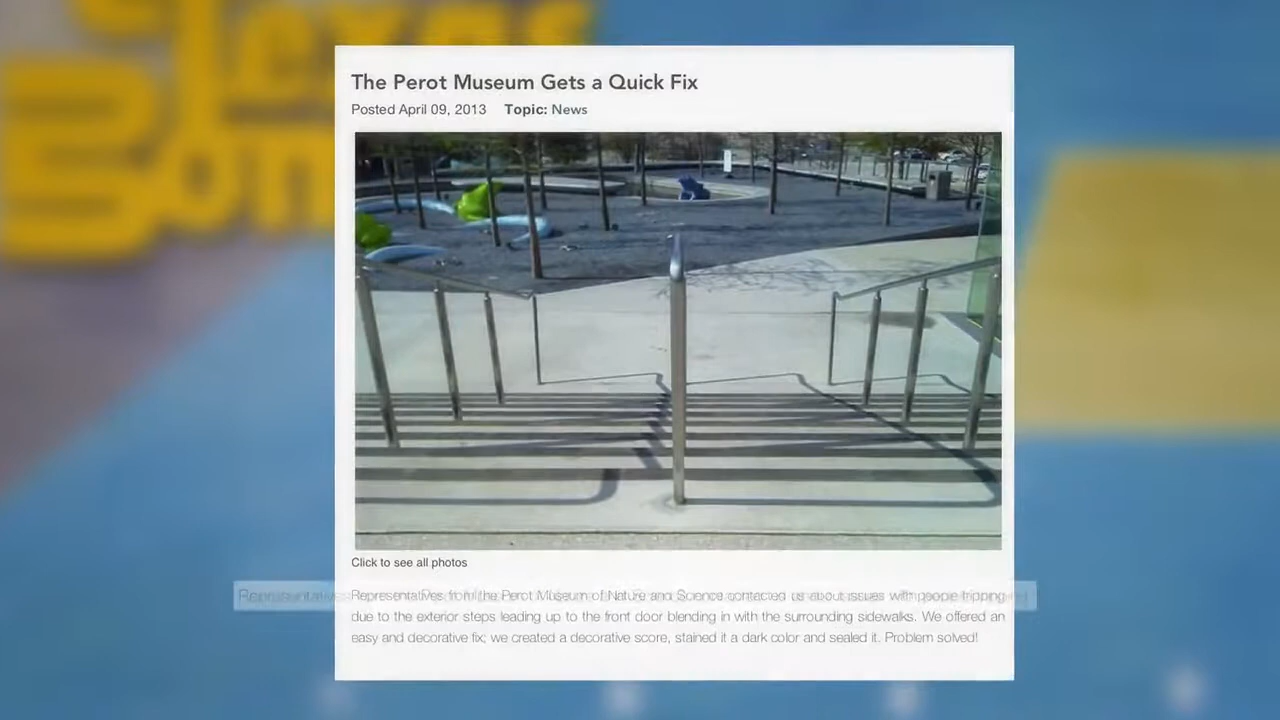 Texas
Bon
The Perot Museum Gets a Quick Fix
Posted April 09, 2013 Topic: News
Click to see all photos
Representatives from the Perot Museum of Nature and Science contacted us about issues with people tripping
due to the exterior steps leading up to the front door blending in with the surrounding sidewalks. We offered an
easy and decorative fix; we created a decorative score, stained it a dark color and sealed it. Problem solved!